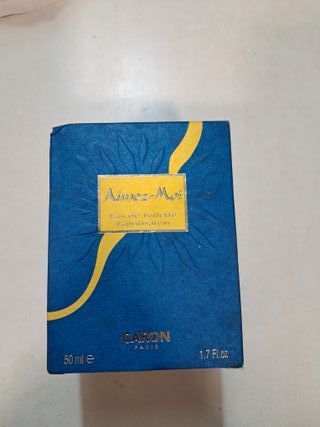 Aimez-Moi
Eau de Toilette
Vaporisateur
CARON
PARIS
50 ml ℮
1.7 Fl.oz